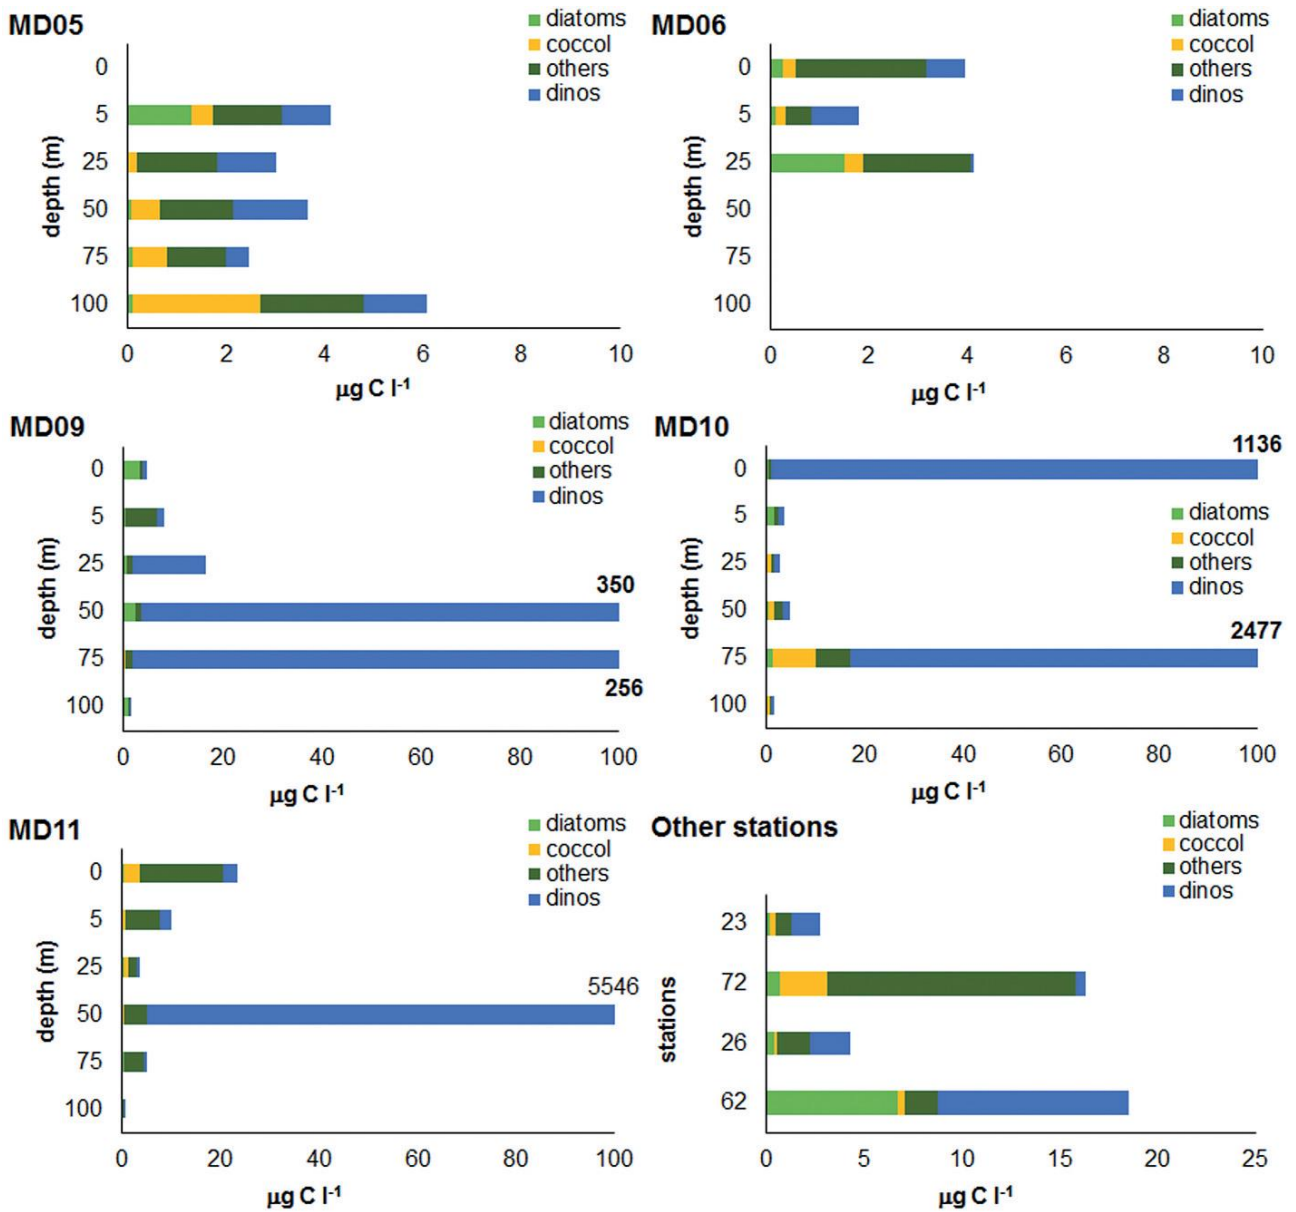 MD05
diatoms
coccol
others
dinos
depth (m)
0
5
25
50
75
100
0 2 4 6 8 10
µg C l-1
MD06
diatoms
coccol
others
dinos
depth (m)
0
5
25
50
75
100
0 2 4 6 8 10
µg C l-1
MD09
diatoms
coccol
others
dinos
depth (m)
0
5
25
350
50
75
256
100
0 20 40 60 80 100
µg C l-1
MD10
1136
diatoms
coccol
others
dinos
depth (m)
0
5
25
50
2477
75
100
0 20 40 60 80 100
µg C l-1
MD11
diatoms
coccol
others
dinos
depth (m)
0
5
25
5546
50
75
100
0 20 40 60 80 100
µg C l-1
Other stations
diatoms
coccol
others
dinos
stations
23
72
26
62
0 5 10 15 20 25
µg C l-1